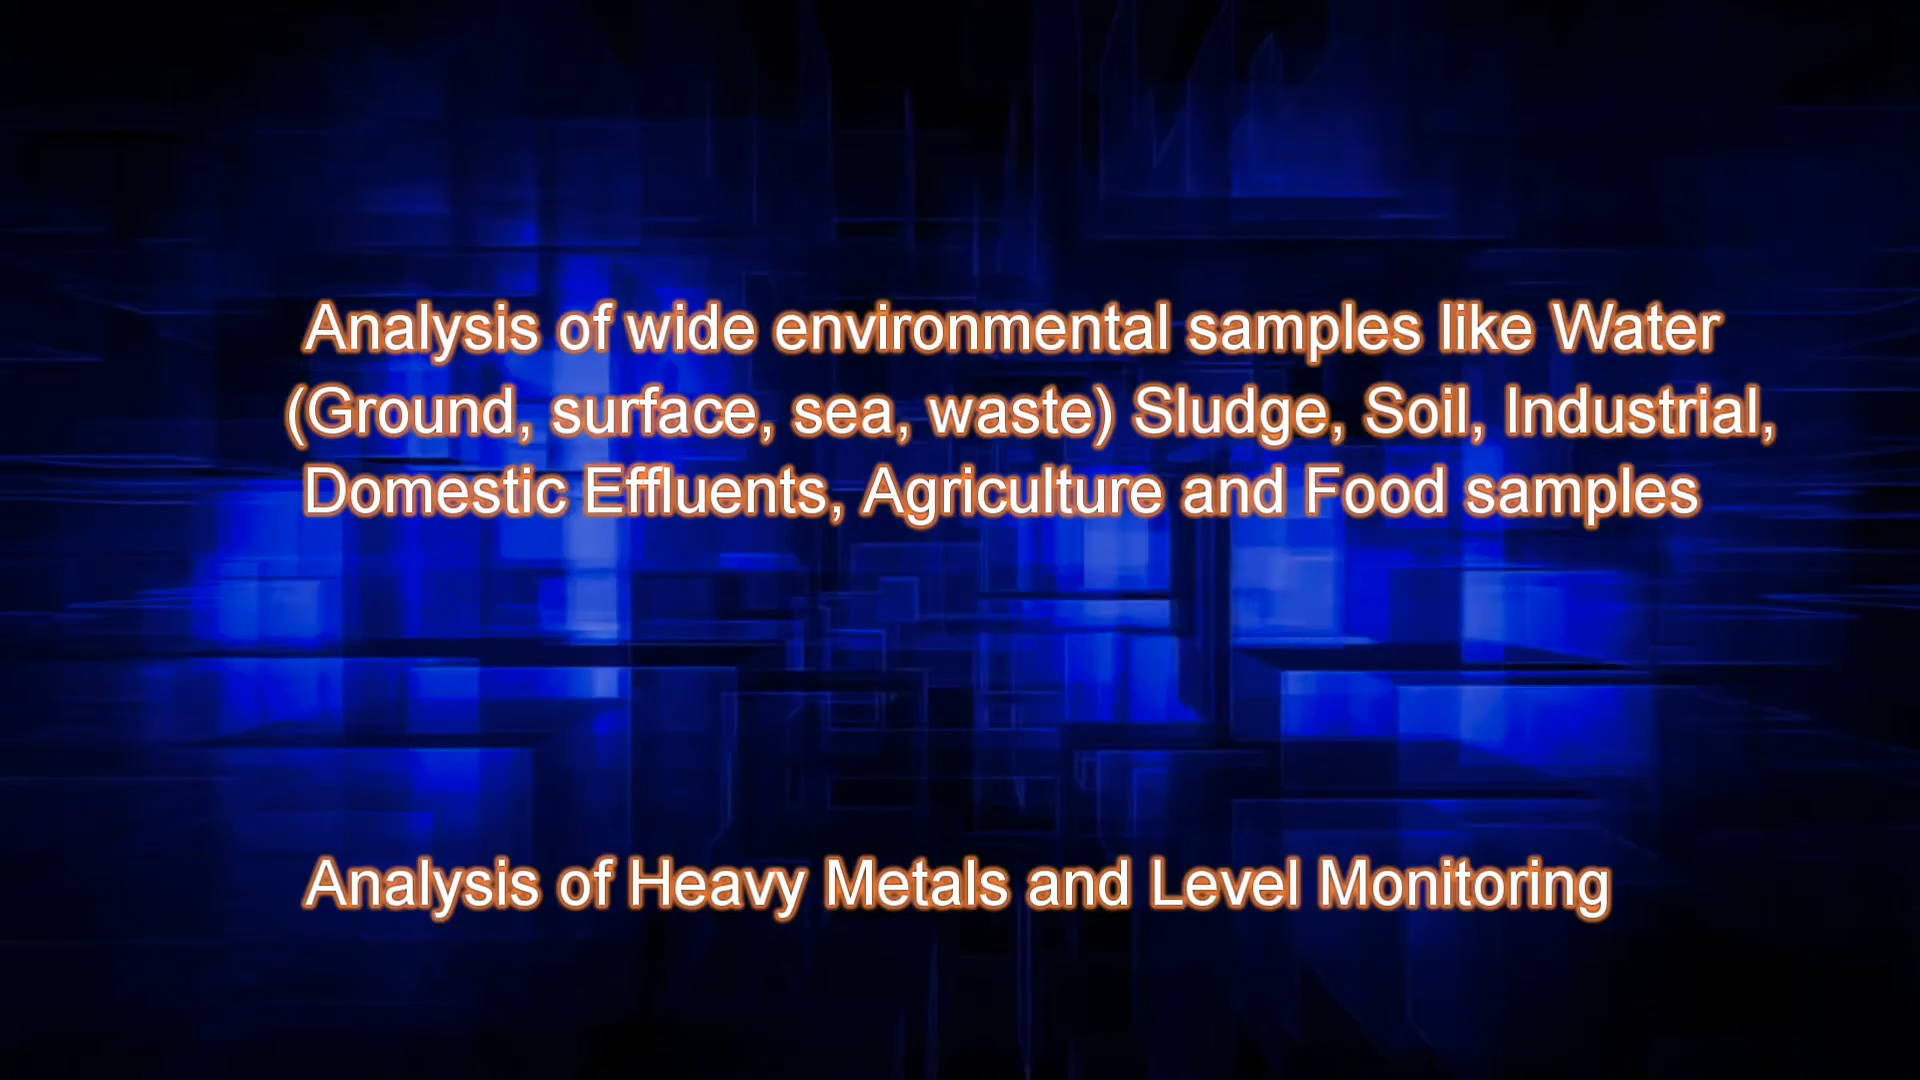 Analysis of wide environmental samples like Water
(Ground, surface, sea, waste) Sludge, Soil, Industrial,
Domestic Effluents, Agriculture and Food samples
Analysis of Heavy Metals and Level Monitoring